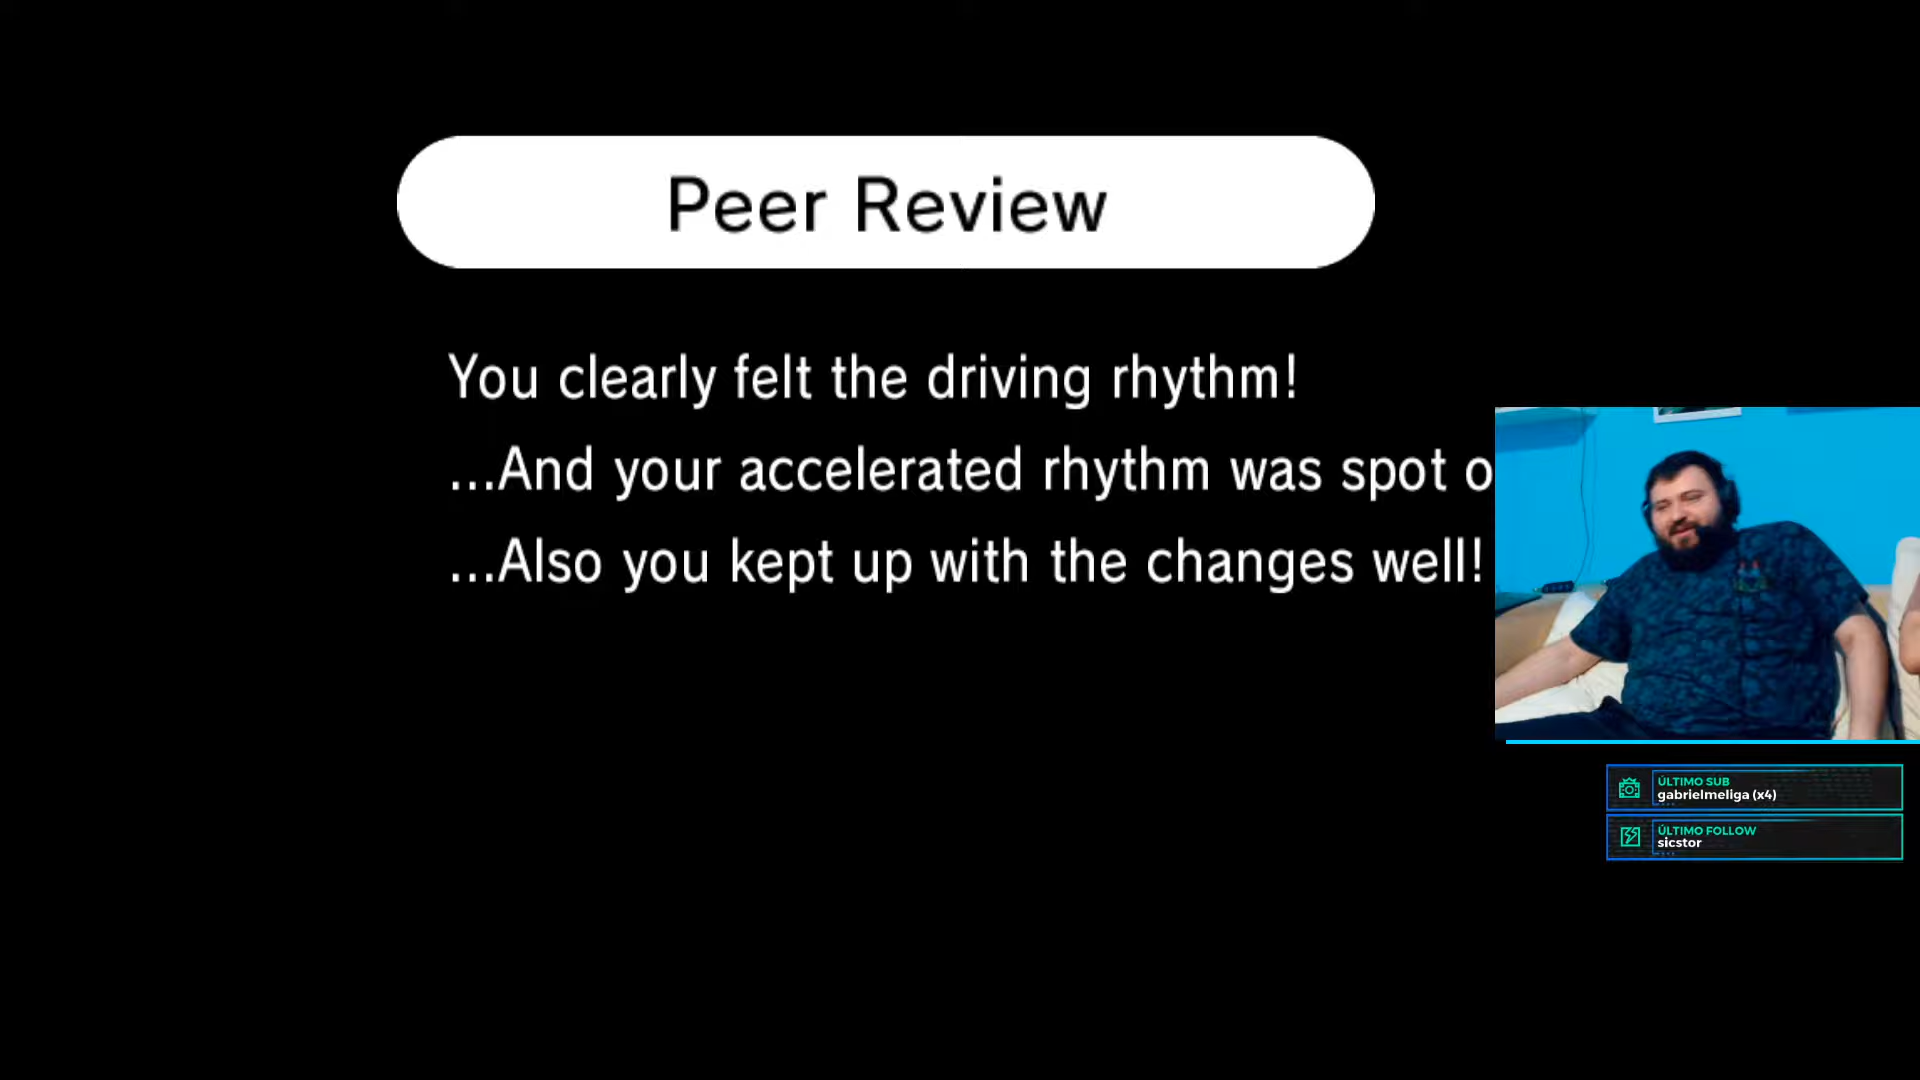 Peer Review
You clearly felt the driving rhythm!
...And your accelerated rhythm was spot o
...Also you kept up with the changes well!
ÚLTIMO SUB
gabrielmeliga (x4)
ÚLTIMO FOLLOW
sicstor